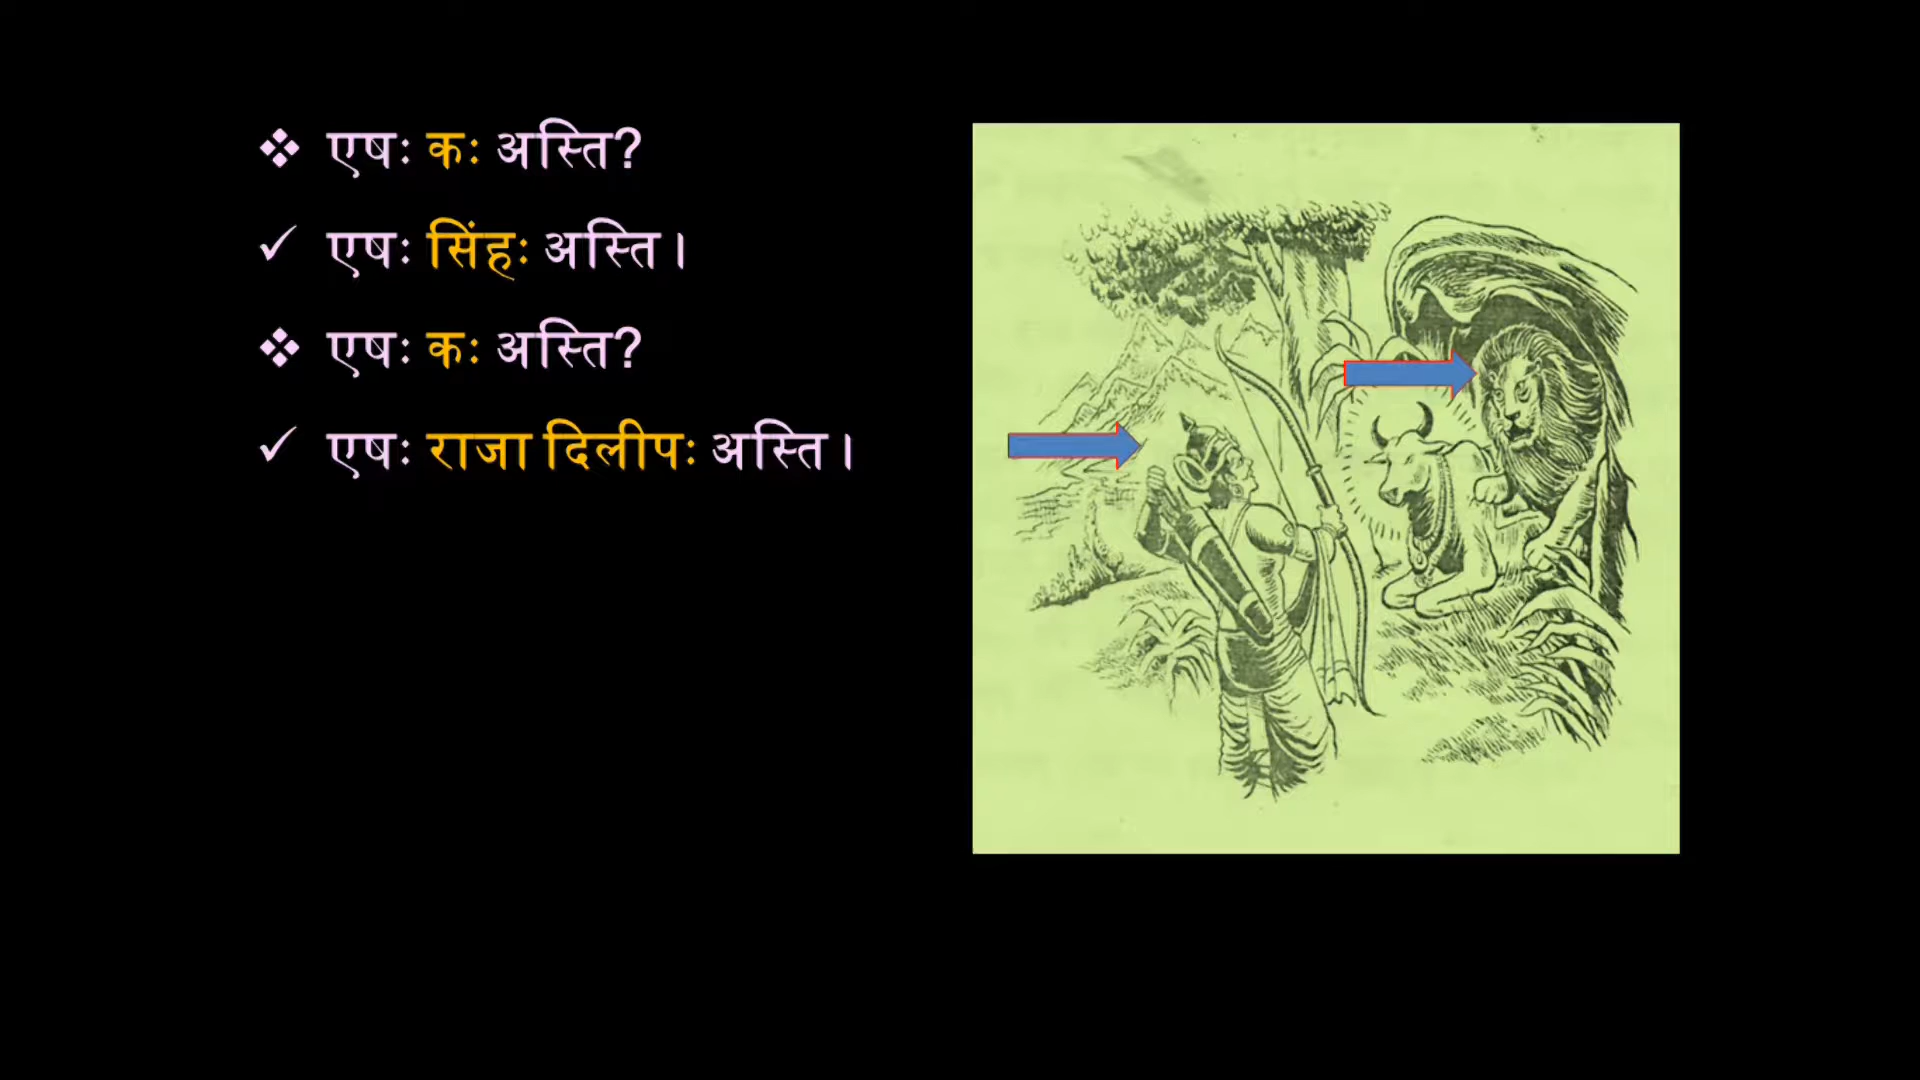 ❖ एषः कः अस्ति?
✓ एषः सिंहः अस्ति।
❖ एषः कः अस्ति?
✓ एषः राजा दिलीपः अस्ति।